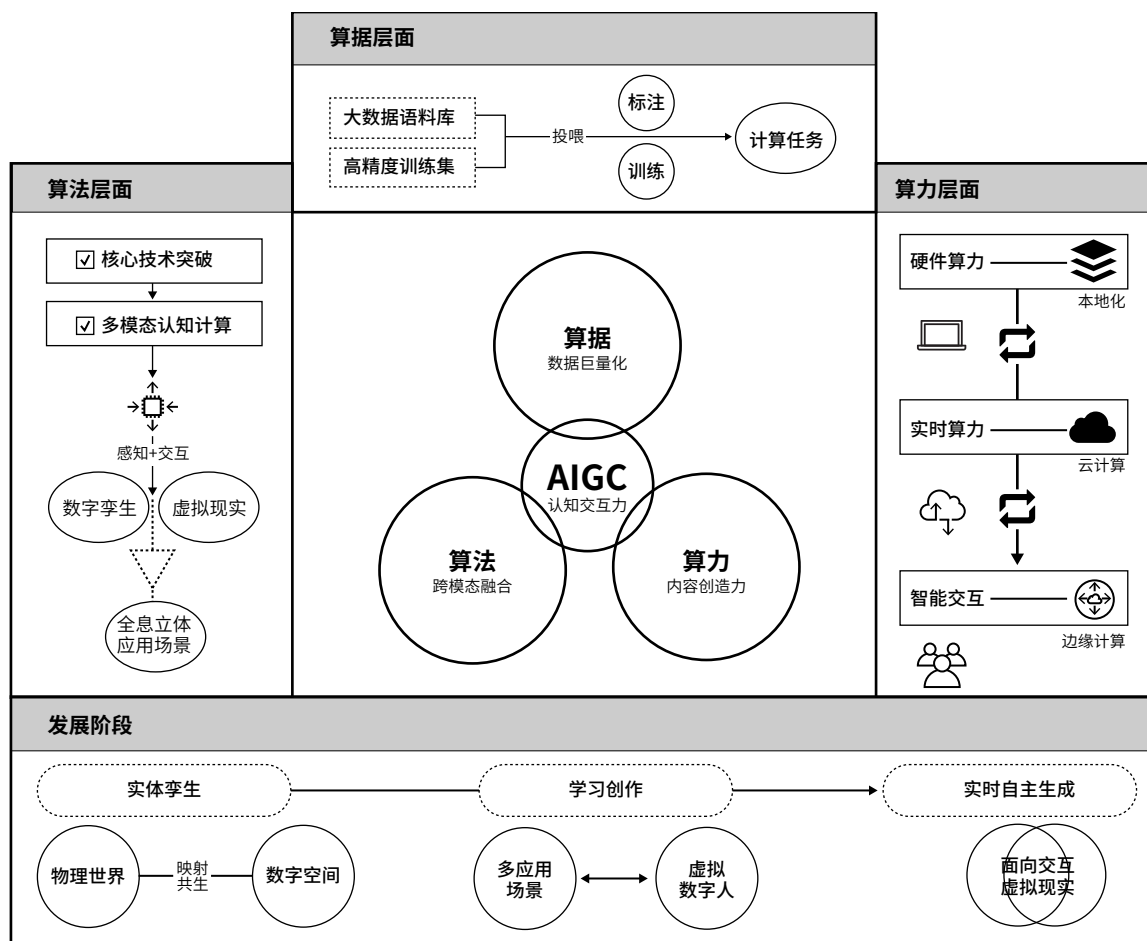 算据层面
大数据语料库
高精度训练集
投喂
标注
训练
计算任务
算法层面
核心技术突破
多模态认知计算
感知+交互
数字孪生
虚拟现实
全息立体
应用场景
算据
数据巨量化
AIGC
认知交互力
算法
跨模态融合
算力
内容创造力
算力层面
硬件算力
本地化
实时算力
云计算
智能交互
边缘计算
发展阶段
实体孪生
学习创作
实时自主生成
物理世界
映射
共生
数字空间
多应用
场景
虚拟
数字人
面向交互
虚拟现实